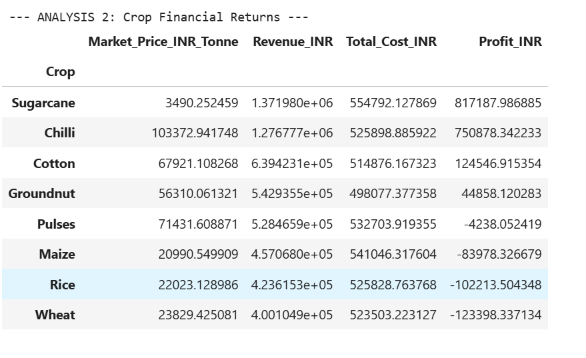 --- ANALYSIS 2: Crop Financial Returns ---
Market_Price_INR_Tonne Revenue_INR Total_Cost_INR Profit_INR
Crop
Sugarcane 3490.252459 1.371980e+06 554792.127869 817187.986885
Chilli 103372.941748 1.276777e+06 525898.885922 750878.342233
Cotton 67921.108268 6.394231e+05 514876.167323 124546.915354
Groundnut 56310.061321 5.429355e+05 498077.377358 44858.120283
Pulses 71431.608871 5.284659e+05 532703.919355 -4238.052419
Maize 20990.549909 4.570680e+05 541046.317604 -83978.326679
Rice 22023.128986 4.236153e+05 525828.763768 -102213.504348
Wheat 23829.425081 4.001049e+05 523503.223127 -123398.337134